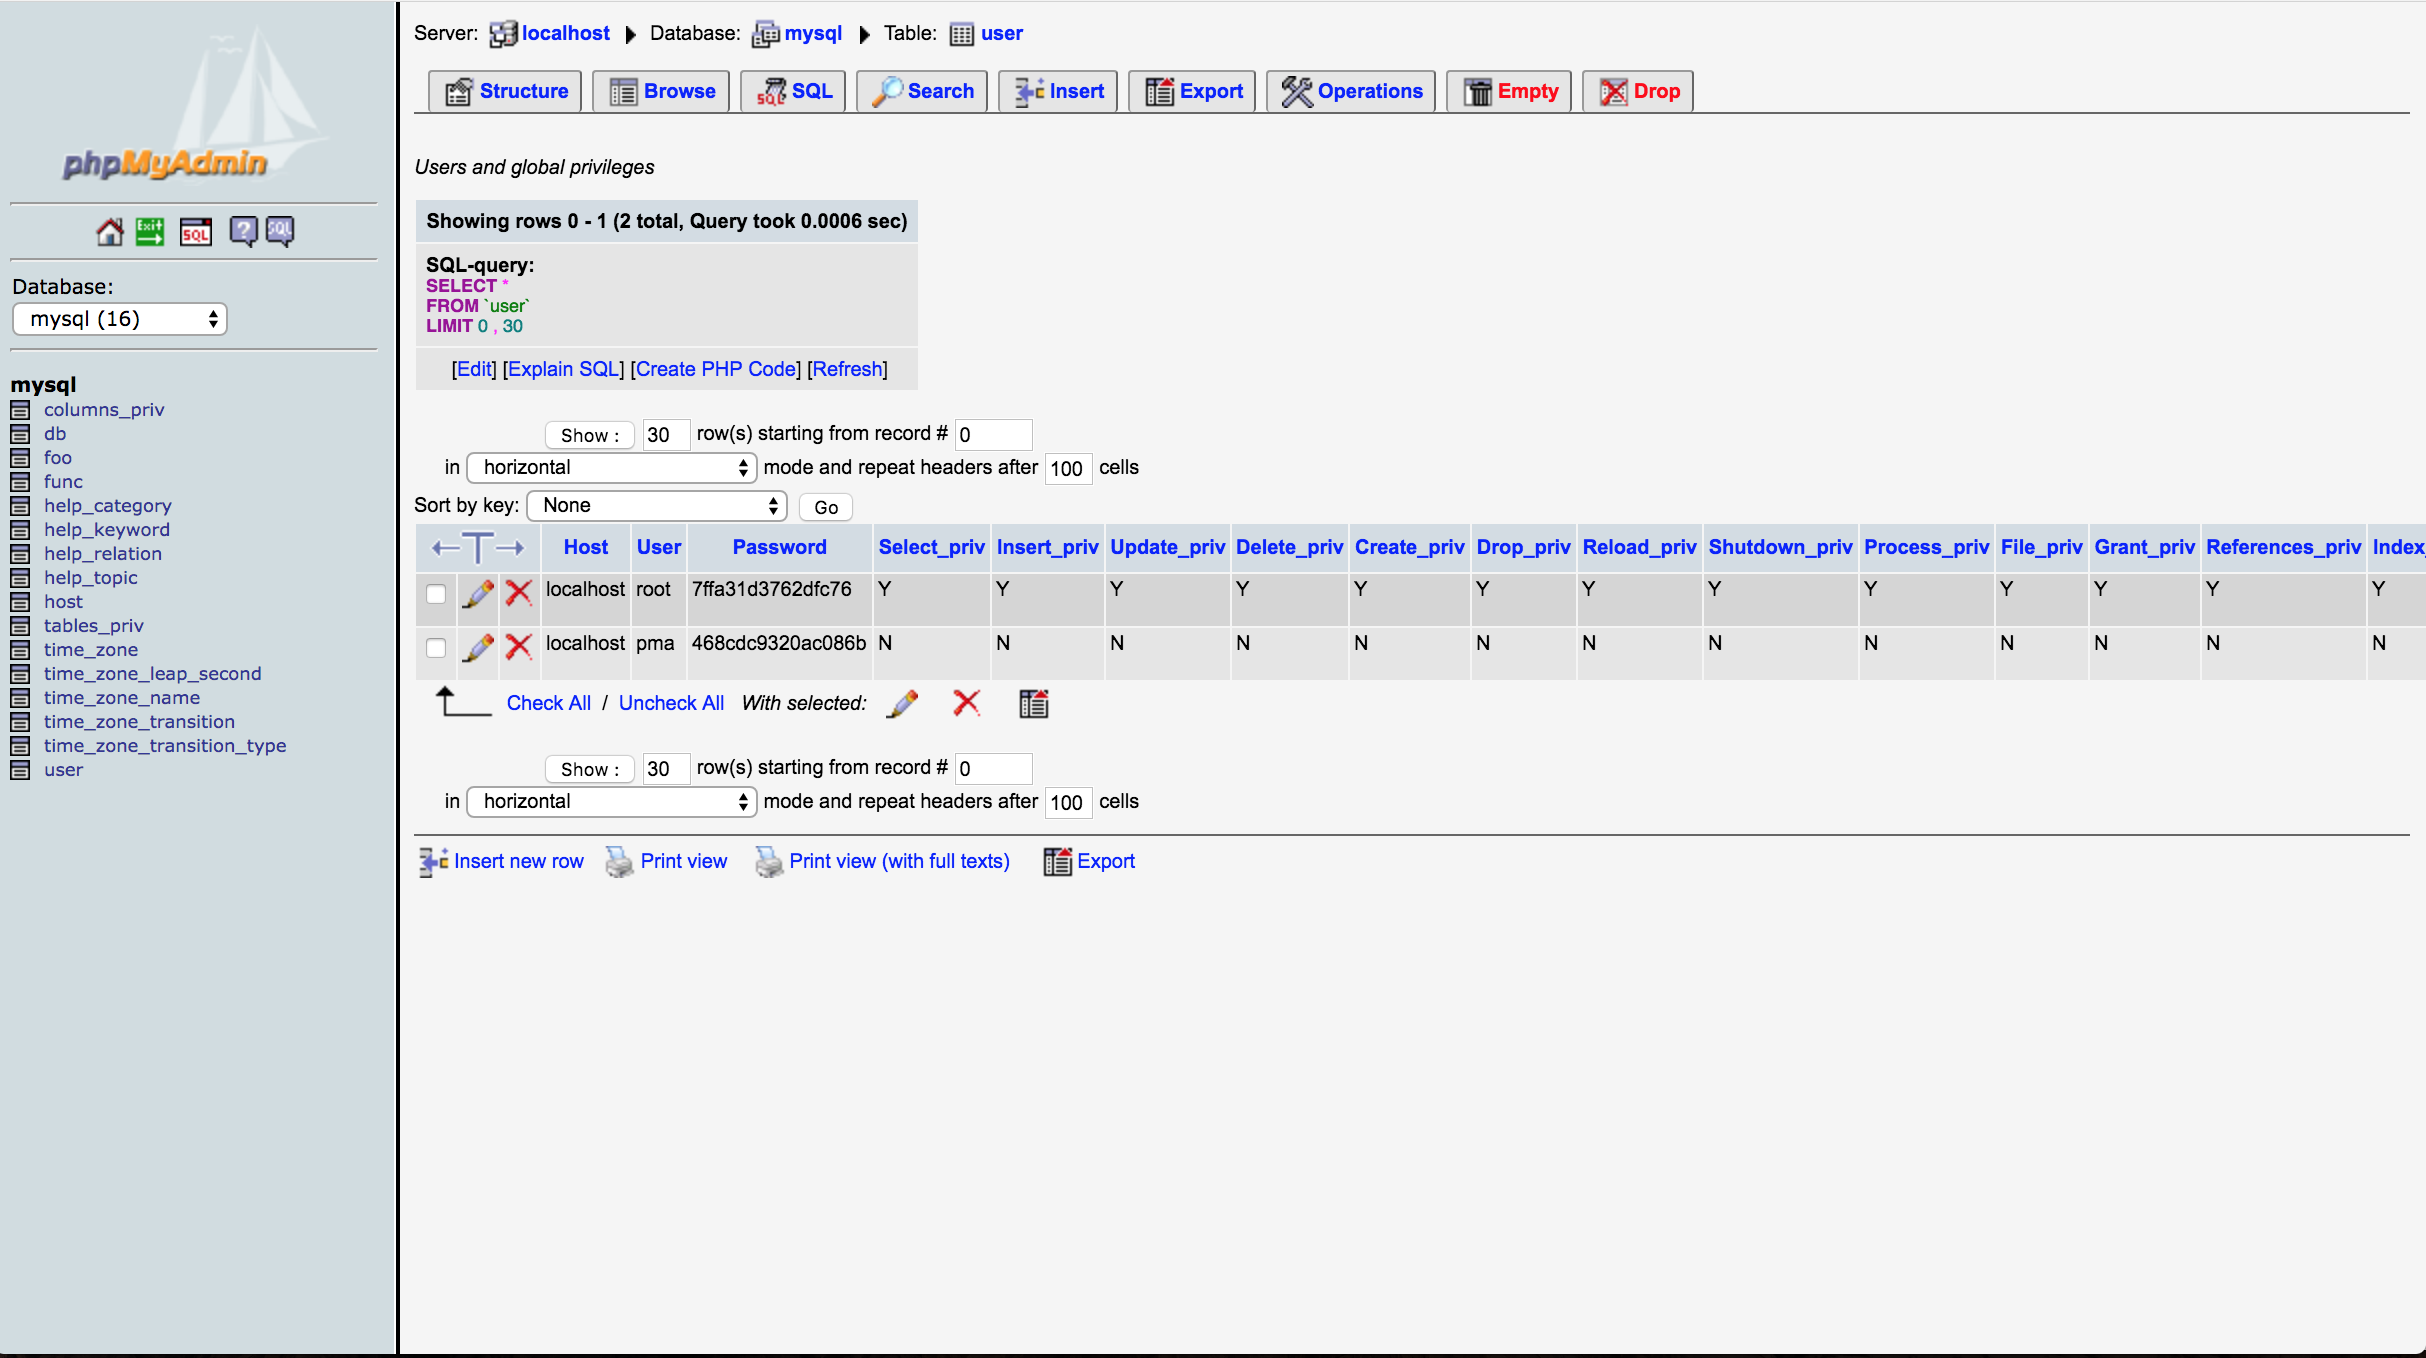 phpMyAdmin
Exit
SQL
?
SQL
Database:
mysql (16)
mysql
columns_priv
db
foo
func
help_category
help_keyword
help_relation
help_topic
host
tables_priv
time_zone
time_zone_leap_second
time_zone_name
time_zone_transition
time_zone_transition_type
user
Server: localhost Database: mysql Table: user
Structure Browse SQL Search Insert Export Operations Empty Drop
Users and global privileges
Showing rows 0 - 1 (2 total, Query took 0.0006 sec)
SQL-query:
SELECT *
FROM `user`
LIMIT 0 , 30
[Edit] [Explain SQL] [Create PHP Code] [Refresh]
Show : 30 row(s) starting from record # 0
in horizontal mode and repeat headers after 100 cells
Sort by key: None Go
←T→ Host User Password Select_priv Insert_priv Update_priv Delete_priv Create_priv Drop_priv Reload_priv Shutdown_priv Process_priv File_priv Grant_priv References_priv Index_
localhost root 7ffa31d3762dfc76 Y Y Y Y Y Y Y Y Y Y Y Y Y
localhost pma 468cdc9320ac086b N N N N N N N N N N N N N
Check All / Uncheck All With selected:
Show : 30 row(s) starting from record # 0
in horizontal mode and repeat headers after 100 cells
Insert new row Print view Print view (with full texts) Export